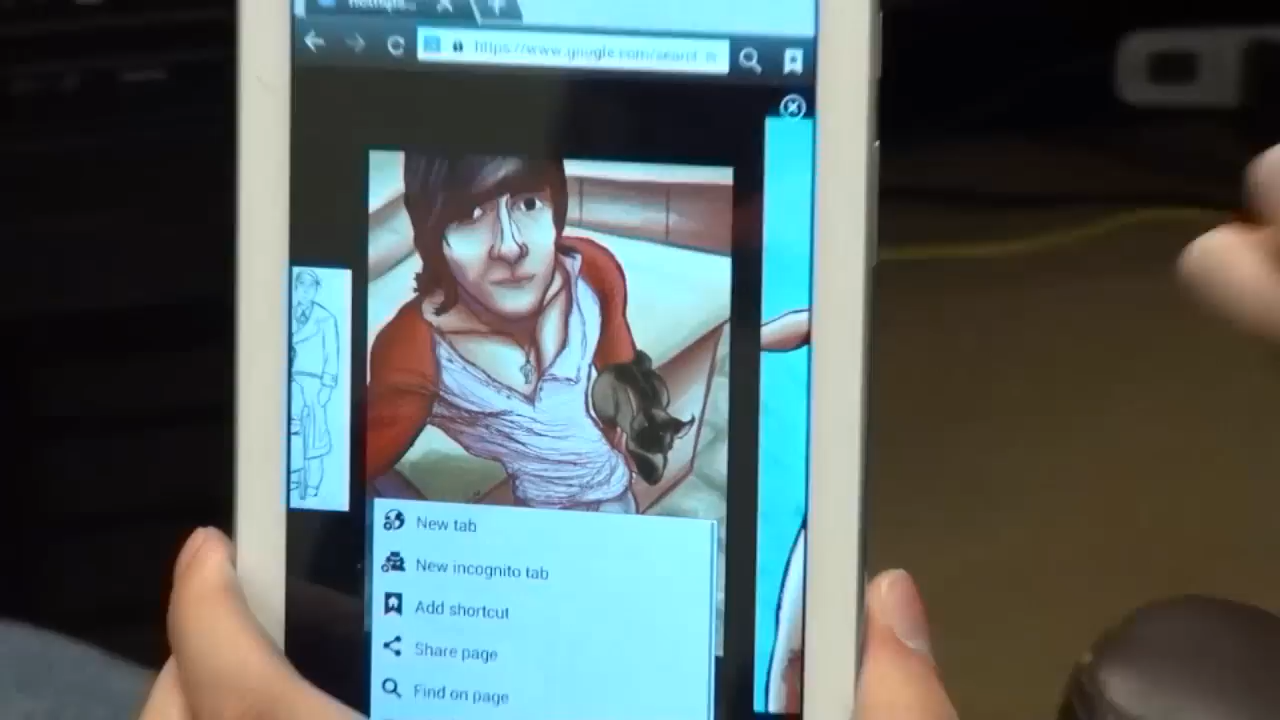 https://www.google.com/search
New tab
New incognito tab
Add shortcut
Share page
Find on page